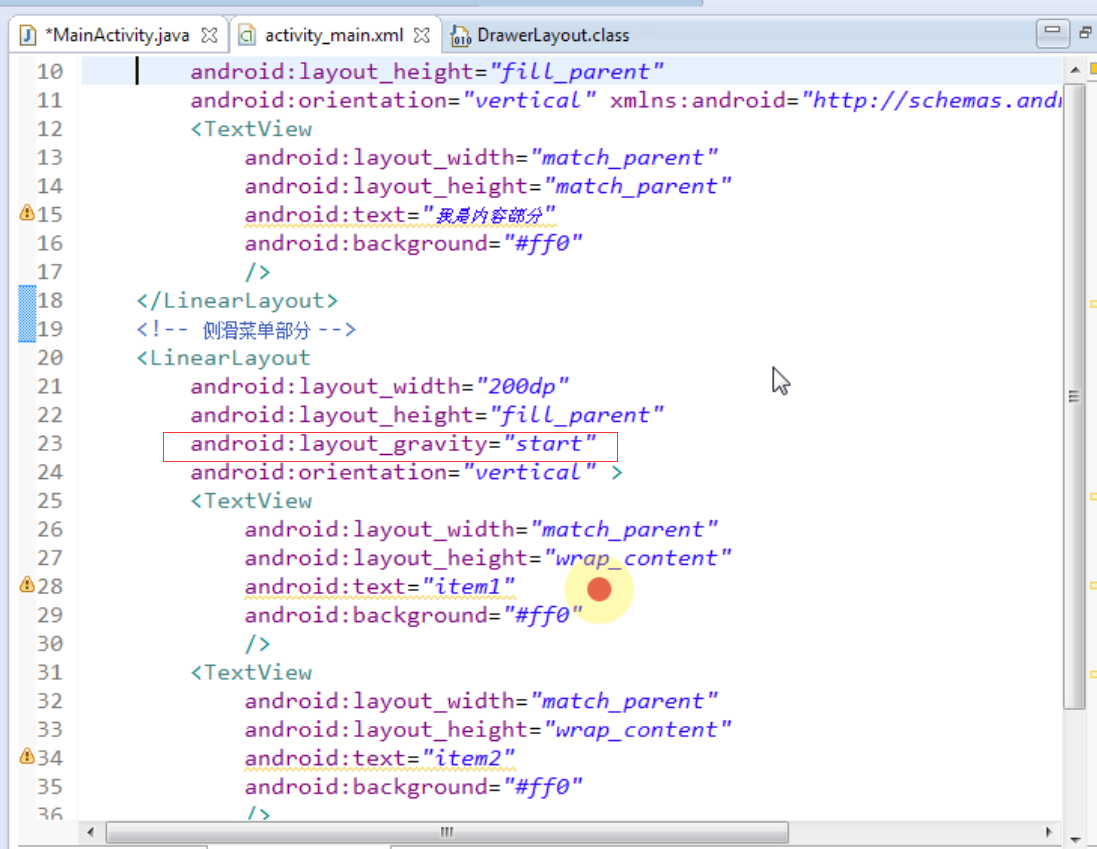 *MainActivity.java activity_main.xml DrawerLayout.class
10 android:layout_height="fill_parent"
11 android:orientation="vertical" xmlns:android="http://schemas.andr
12 <TextView
13 android:layout_width="match_parent"
14 android:layout_height="match_parent"
15 android:text="我是内容部分"
16 android:background="#ff0"
17 />
18 </LinearLayout>
19 <!-- 侧滑菜单部分 -->
20 <LinearLayout
21 android:layout_width="200dp"
22 android:layout_height="fill_parent"
23 android:layout_gravity="start"
24 android:orientation="vertical" >
25 <TextView
26 android:layout_width="match_parent"
27 android:layout_height="wrap_content"
28 android:text="item1"
29 android:background="#ff0"
30 />
31 <TextView
32 android:layout_width="match_parent"
33 android:layout_height="wrap_content"
34 android:text="item2"
35 android:background="#ff0"
36 />